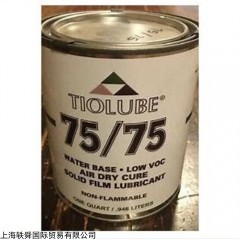 TIOLUBE®
75/75
WATER BASE • LOW VOC
AIR DRY CURE
SOLID FILM LUBRICANT
NON-FLAMMABLE
ONE QUART / .946 LITERS
上海轶舜国际贸易有限公司